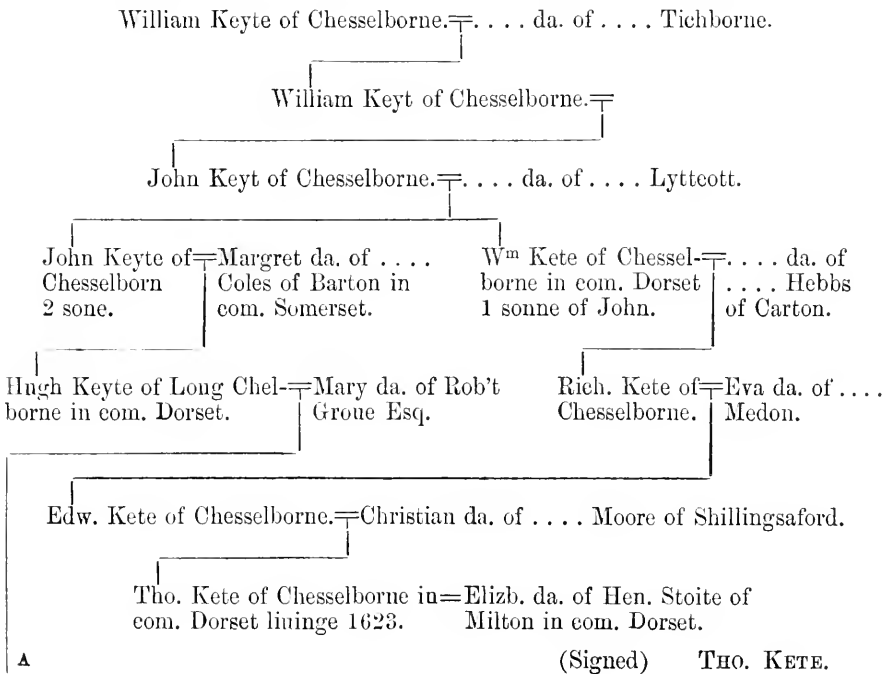 William Keyte of Chesselborne.=. . . . da. of . . . . Tichborne.
William Keyt of Chesselborne.=
John Keyt of Chesselborne.=. . . . da. of . . . . Lyttcott.
John Keyte of=Margret da. of . . . .
Chesselborn Coles of Barton in
2 sone. com. Somerset.
Wᵐ Kete of Chessel-=. . . . da. of
borne in com. Dorset . . . . Hebbs
1 sonne of John. of Carton.
Hugh Keyte of Long Chel-=Mary da. of Rob't
borne in com. Dorset. Groue Esq.
Rich. Kete of=Eva da. of . . . .
Chesselborne. Medon.
Edw. Kete of Chesselborne.=Christian da. of . . . . Moore of Shillingsaford.
Tho. Kete of Chesselborne in=Elizb. da. of Hen. Stoite of
com. Dorset liuinge 1623. Milton in com. Dorset.
A (Signed) THO. KETE.